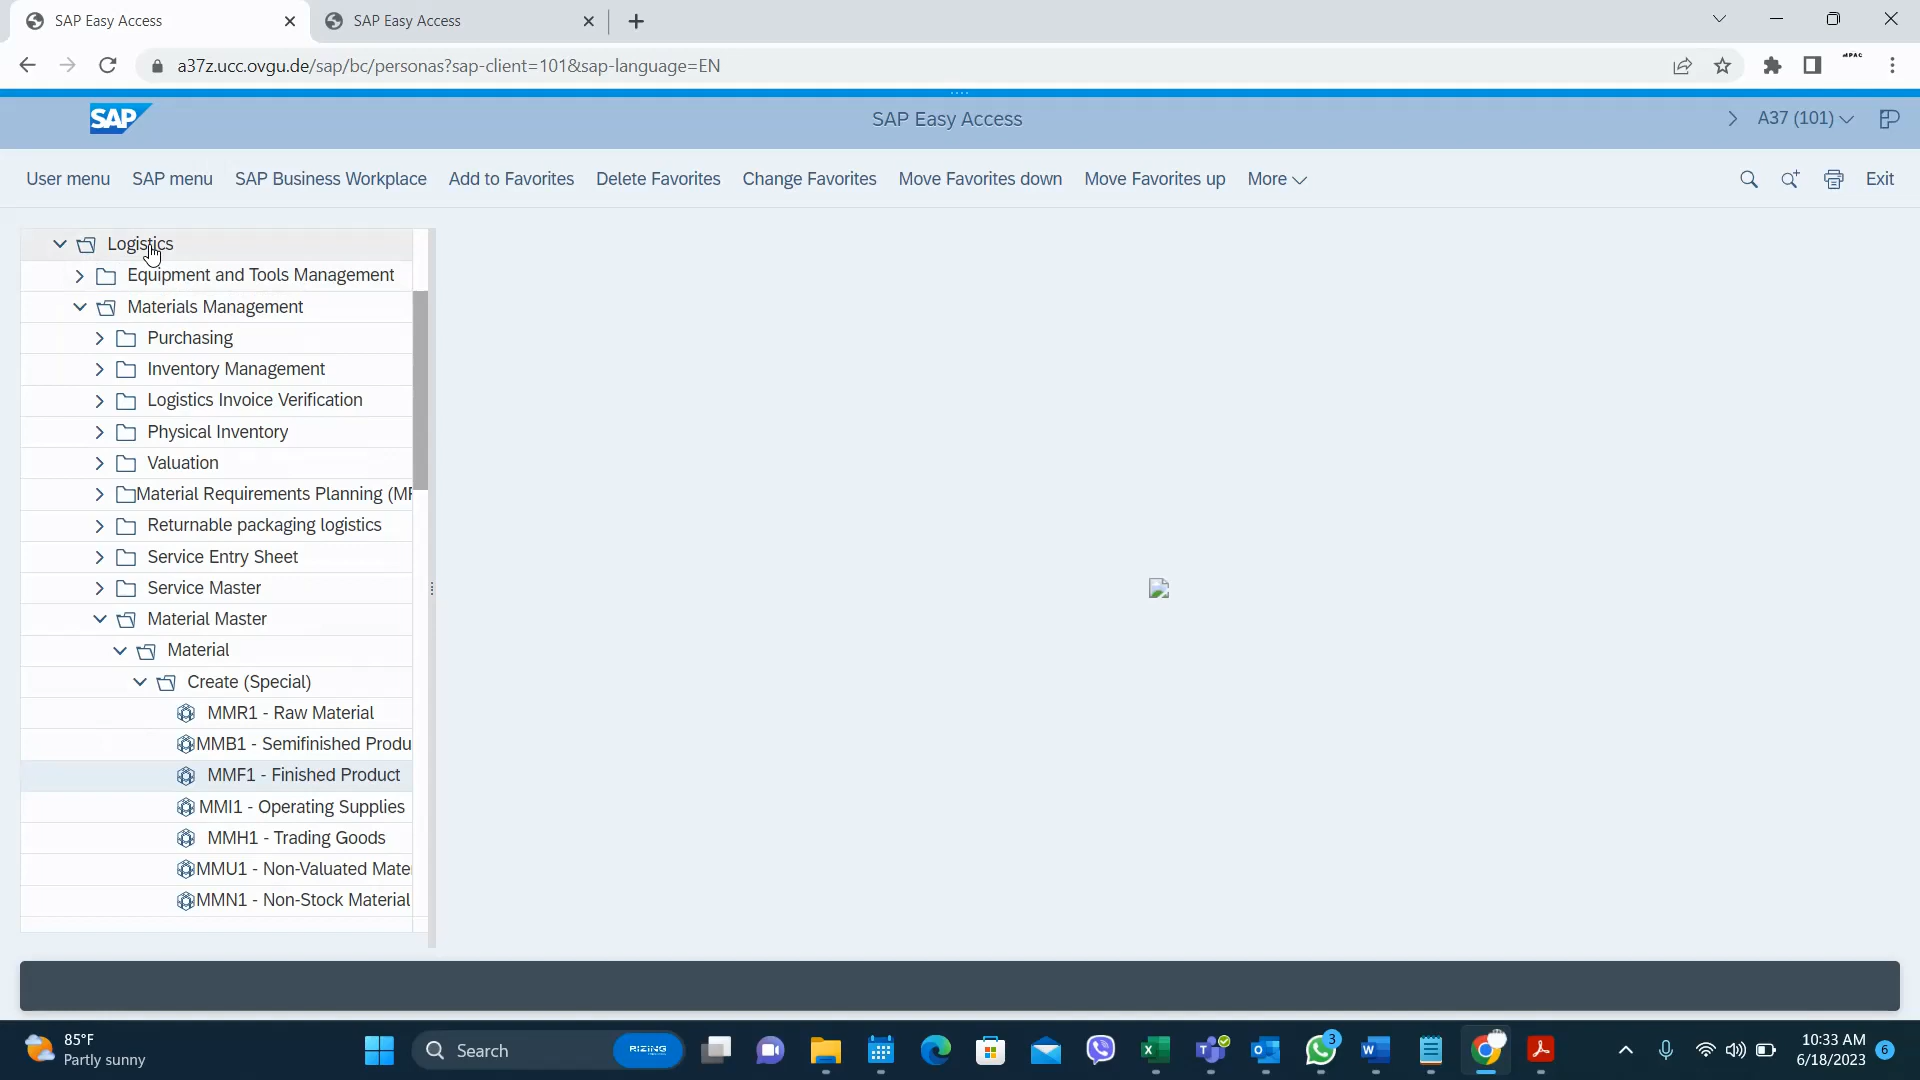 SAP Easy Access
SAP Easy Access
a37z.ucc.ovgu.de/sap/bc/personas?sap-client=101&sap-language=EN
SAP
SAP Easy Access
A37 (101)
User menu
SAP menu
SAP Business Workplace
Add to Favorites
Delete Favorites
Change Favorites
Move Favorites down
Move Favorites up
More
Exit
Logistics
Equipment and Tools Management
Materials Management
Purchasing
Inventory Management
Logistics Invoice Verification
Physical Inventory
Valuation
Material Requirements Planning (MR
Returnable packaging logistics
Service Entry Sheet
Service Master
Material Master
Material
Create (Special)
MMR1 - Raw Material
MMB1 - Semifinished Produ
MMF1 - Finished Product
MMI1 - Operating Supplies
MMH1 - Trading Goods
MMU1 - Non-Valuated Mate
MMN1 - Non-Stock Material
85°F
Partly sunny
Search
RIZING
3
10:33 AM
6/18/2023
6